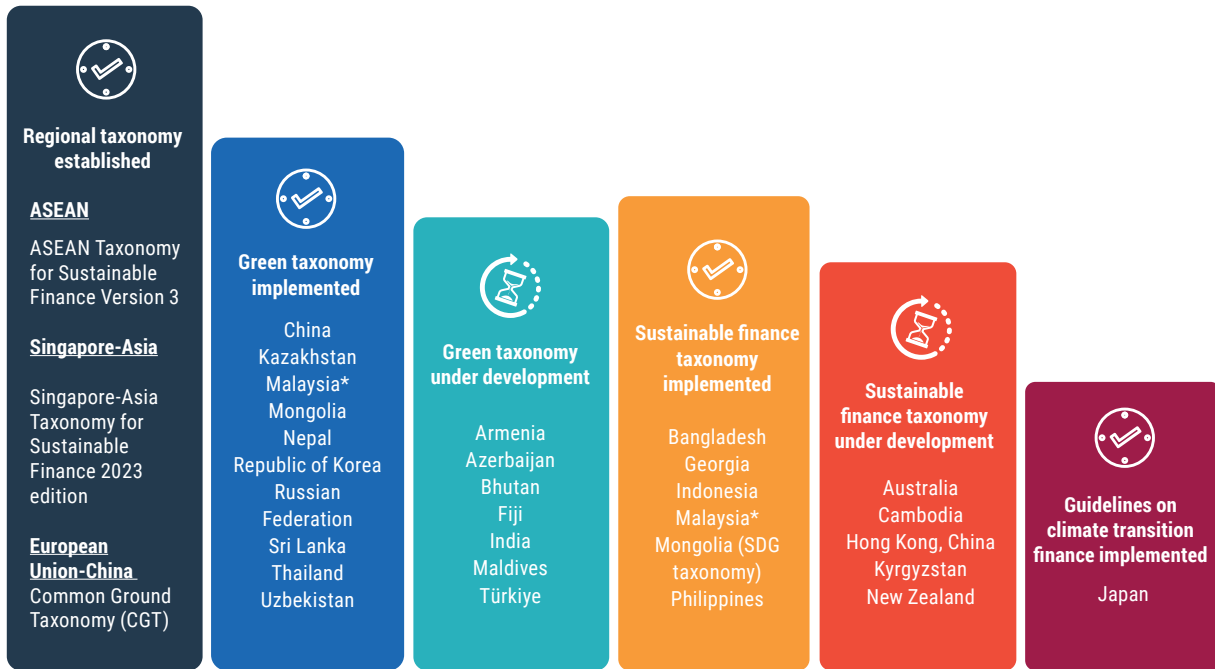 Regional taxonomy
established
ASEAN
ASEAN Taxonomy
for Sustainable
Finance Version 3
Singapore-Asia
Singapore-Asia
Taxonomy for
Sustainable
Finance 2023
edition
European
Union-China
Common Ground
Taxonomy (CGT)
Green taxonomy
implemented
China
Kazakhstan
Malaysia*
Mongolia
Nepal
Republic of Korea
Russian
Federation
Sri Lanka
Thailand
Uzbekistan
Green taxonomy
under development
Armenia
Azerbaijan
Bhutan
Fiji
India
Maldives
Türkiye
Sustainable finance
taxonomy
implemented
Bangladesh
Georgia
Indonesia
Malaysia*
Mongolia (SDG
taxonomy)
Philippines
Sustainable
finance taxonomy
under development
Australia
Cambodia
Hong Kong, China
Kyrgyzstan
New Zealand
Guidelines on
climate transition
finance implemented
Japan